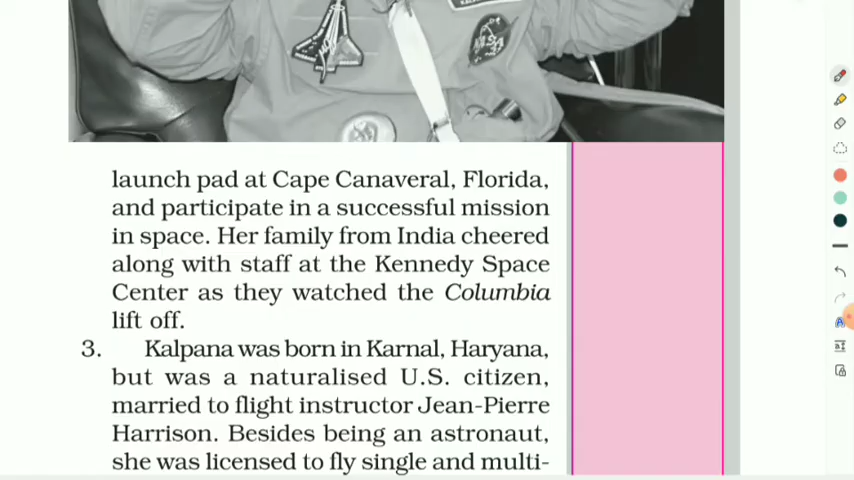 launch pad at Cape Canaveral, Florida,
and participate in a successful mission
in space. Her family from India cheered
along with staff at the Kennedy Space
Center as they watched the Columbia
lift off.
3. Kalpana was born in Karnal, Haryana,
but was a naturalised U.S. citizen,
married to flight instructor Jean-Pierre
Harrison. Besides being an astronaut,
she was licensed to fly single and multi-